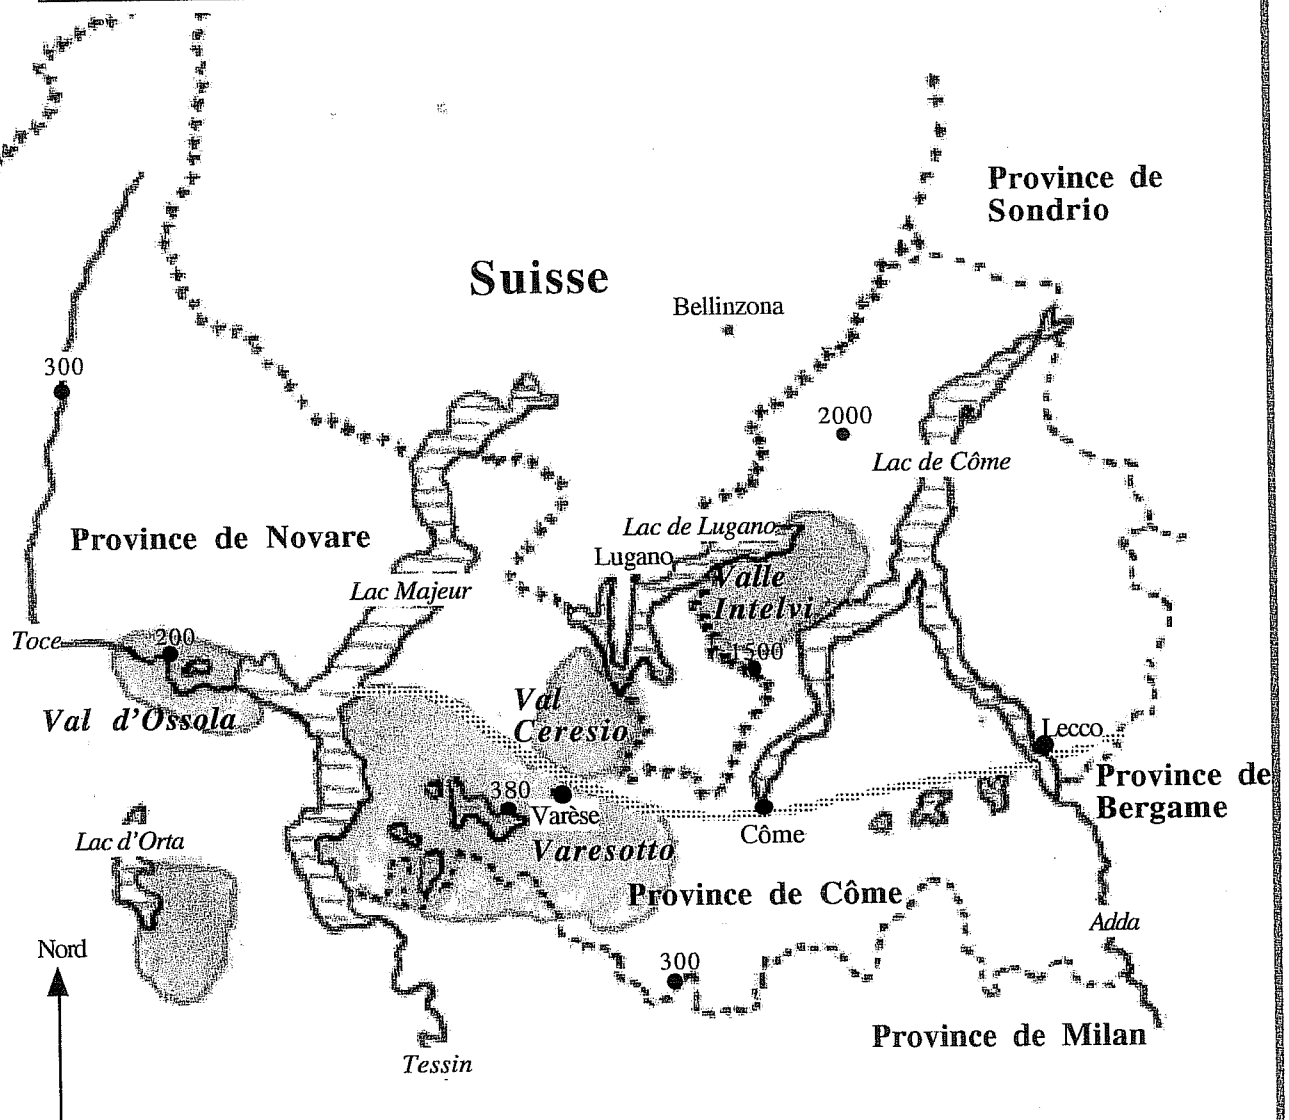 Province de
Sondrio
Suisse
Bellinzona
300
2000
Lac de Côme
Lac de Lugano
Province de Novare
Lugano
Valle
Intelvi
Lac Majeur
Toce
200
1500
Val
Ceresio
Val d'Ossola
Lecco
Province de
Bergame
380
Varèse
Côme
Lac d'Orta
Varesotto
Province de Côme
Adda
Nord
300
Province de Milan
Tessin